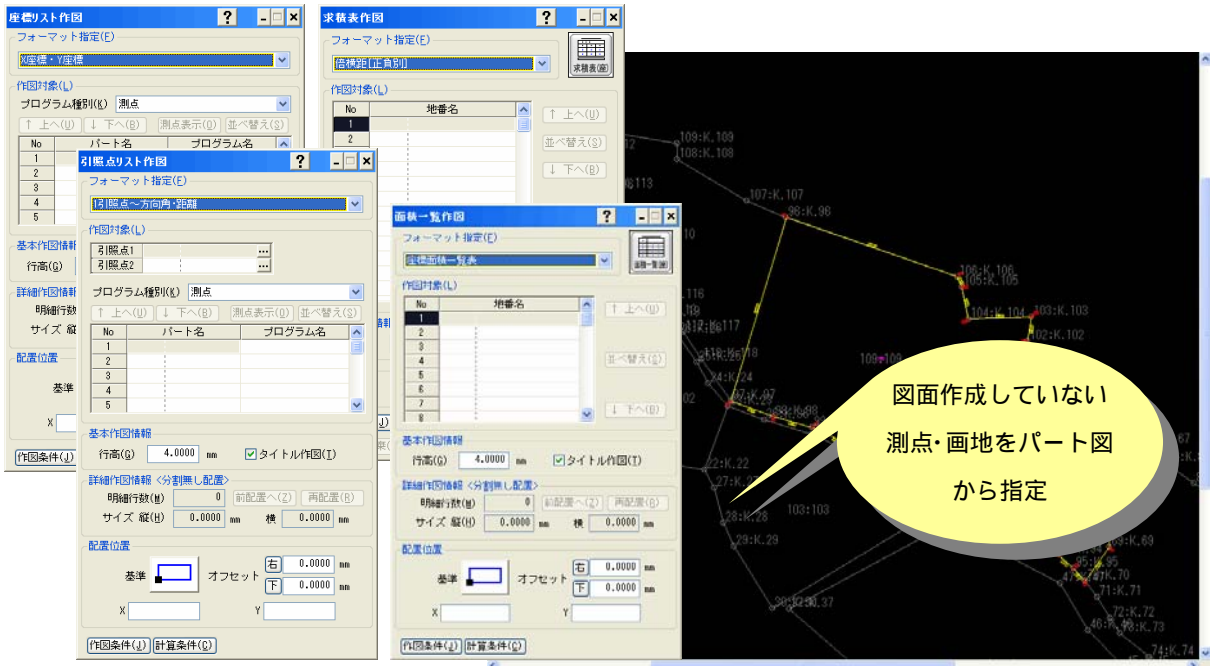 座標リスト作図
フォーマット指定(F)
X座標・Y座標
作図対象(L)
プログラム種別(K) 測点
↑ 上へ(U) ↓ 下へ(B) 測点表示(O) 並べ替え(S)
No パート名 プログラム名
1
2
3
4
5
基本作図情報
行高(G)
詳細作図情報
明細行数
サイズ 縦
配置位置
基準
X
作図条件(J)
求積表作図
フォーマット指定(F)
倍横距[正負別]
求積表(座)
作図対象(L)
No 地番名
1
2
↑ 上へ(U)
並べ替え(S)
↓ 下へ(B)
引照点リスト作図
フォーマット指定(F)
1引照点～方向角・距離
作図対象(L)
引照点1 ...
引照点2 ...
プログラム種別(K) 測点
↑ 上へ(U) ↓ 下へ(B) 測点表示(O) 並べ替え(S)
No パート名 プログラム名
1
2
3
4
5
基本作図情報
行高(G) 4.0000 mm タイトル作図(T)
詳細作図情報 <分割無し配置>
明細行数(M) 0 前配置へ(Z) 再配置(R)
サイズ 縦(H) 0.0000 mm 横 0.0000 mm
配置位置
基準 オフセット 右 0.0000 mm
下 0.0000 mm
X Y
作図条件(J) 計算条件(C)
面積一覧作図
フォーマット指定(F)
座標面積一覧表
面積一覧(座)
作図対象(L)
No 地番名
1
2
3
4
5
6
7
8
↑ 上へ(U)
並べ替え(S)
↓ 下へ(B)
基本作図情報
行高(G) 4.0000 mm タイトル作図(T)
詳細作図情報 <分割無し配置>
明細行数(M) 0 前配置へ(Z) 再配置(R)
サイズ 縦(H) 0.0000 mm 横 0.0000 mm
配置位置
基準 オフセット 右 0.0000 mm
下 0.0000 mm
X Y
作図条件(J) 計算条件(C)
109:K.109
108:K.108
107:K.107
96:K.96
106:K.106
105:K.105
104:K.104
103:K.103
102:K.102
109:109
22:K.22
28:K.28
103:103
29:K.29
71:K.71
72:K.72
74:K.74
図面作成していない
測点・画地をパート図
から指定